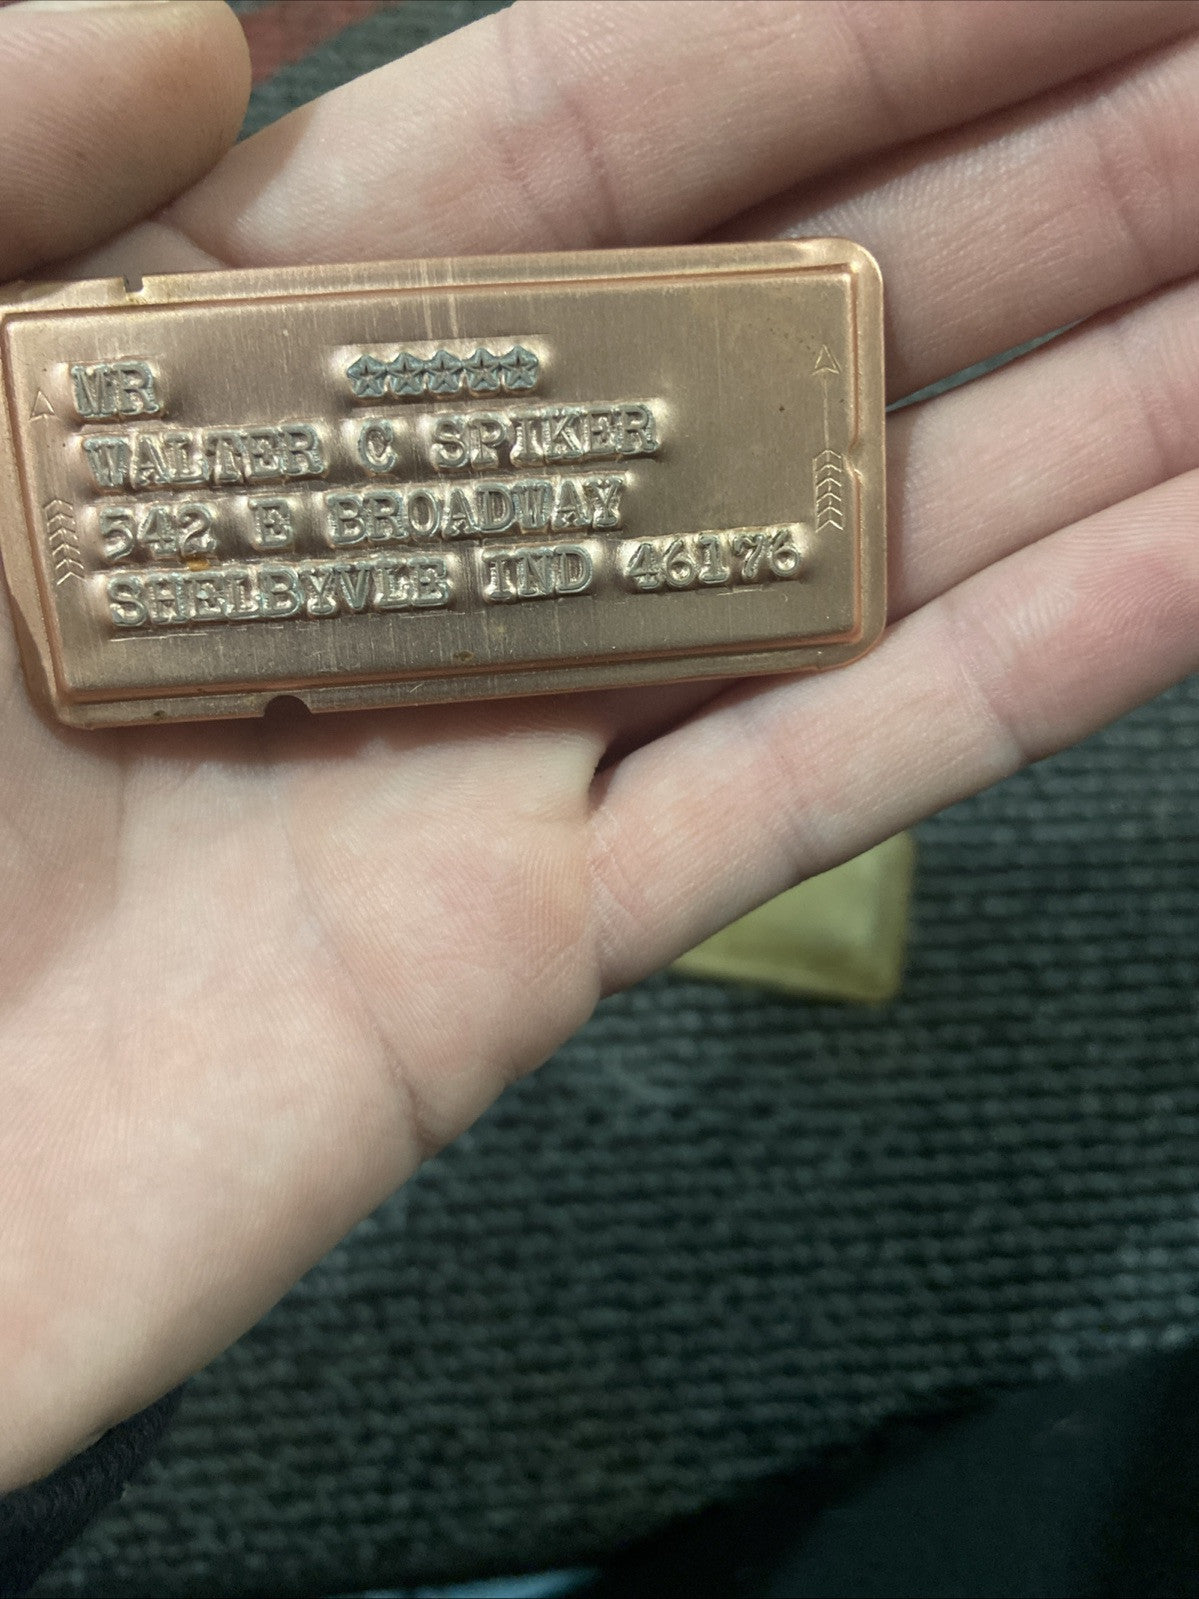 MR ★★★★★
WALTER C SPIKER
542 E BROADWAY
SHELBYVLE IND 46176